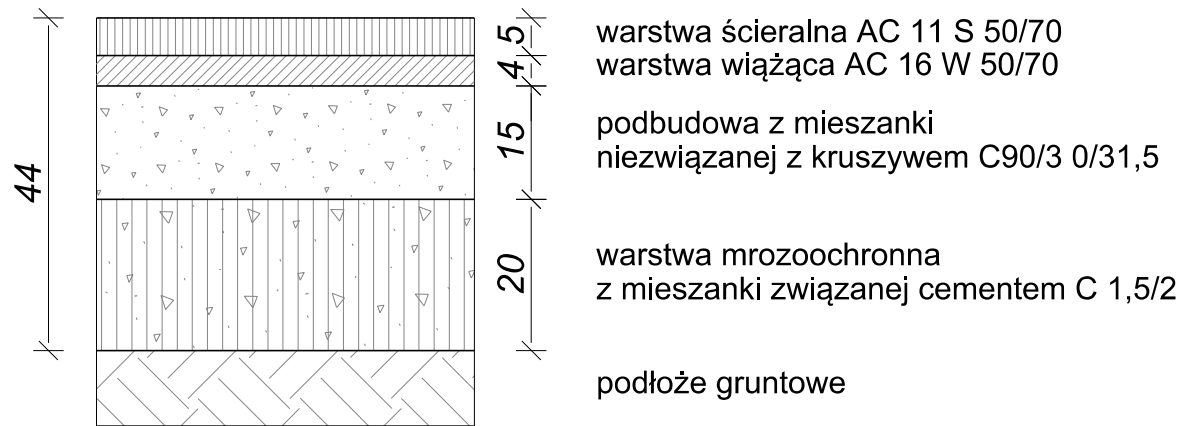 44
5
warstwa ścieralna AC 11 S 50/70
4
warstwa wiążąca AC 16 W 50/70
15
podbudowa z mieszanki
niezwiązanej z kruszywem C90/3 0/31,5
20
warstwa mrozoochronna
z mieszanki związanej cementem C 1,5/2
podłoże gruntowe